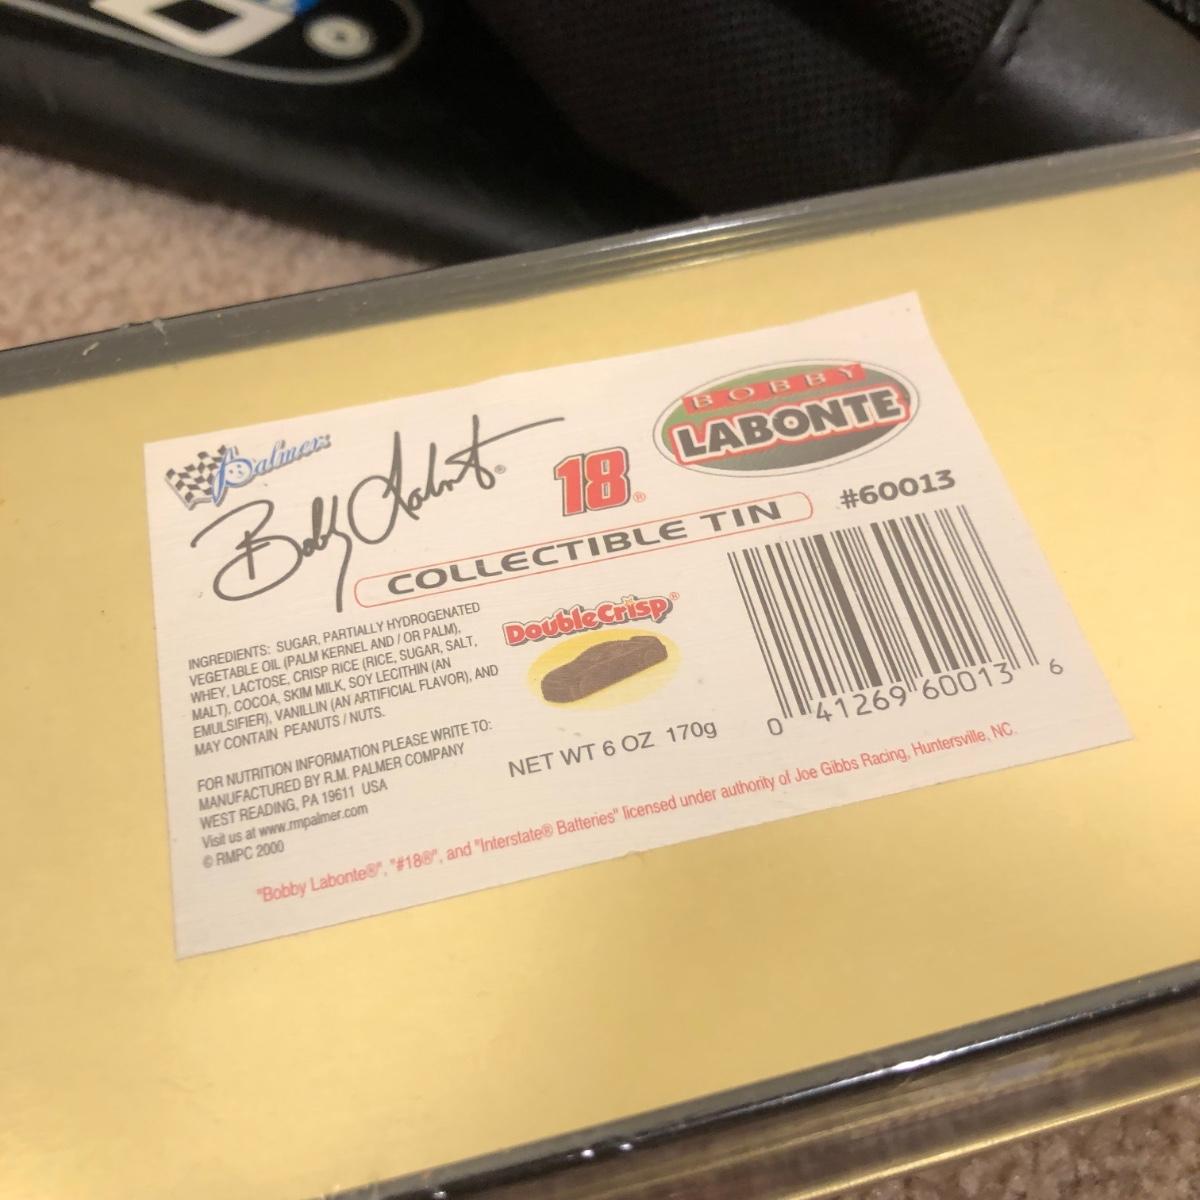 Palmers
Bobby Labonte®
18®
BOBBY
LABONTE
COLLECTIBLE TIN
#60013
INGREDIENTS: SUGAR, PARTIALLY HYDROGENATED
VEGETABLE OIL (PALM KERNEL AND / OR PALM),
WHEY, LACTOSE, CRISP RICE (RICE, SUGAR, SALT,
MALT), COCOA, SKIM MILK, SOY LECITHIN (AN
EMULSIFIER), VANILLIN (AN ARTIFICIAL FLAVOR), AND
MAY CONTAIN PEANUTS / NUTS.
FOR NUTRITION INFORMATION PLEASE WRITE TO:
MANUFACTURED BY R.M. PALMER COMPANY
WEST READING, PA 19611 USA
Visit us at www.rmpalmer.com
© RMPC 2000
DoubleCrisp®
NET WT 6 OZ 170g
0 41269 60013 6
"Bobby Labonte®", "#18®", and "Interstate® Batteries" licensed under authority of Joe Gibbs Racing, Huntersville, NC.